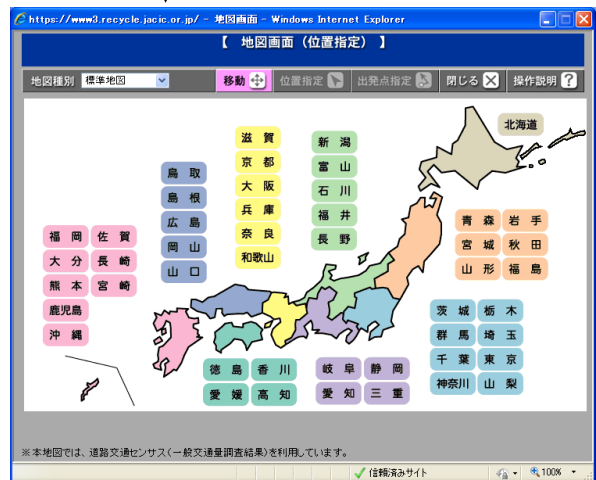 https://www3.recycle.jacic.or.jp/ - 地図画面 - Windows Internet Explorer
【 地図画面（位置指定） 】
地図種別 標準地図 移動 位置指定 出発点指定 閉じる 操作説明 ?
北海道
滋賀
京都
大阪
兵庫
奈良
和歌山
新潟
富山
石川
福井
長野
鳥取
島根
広島
岡山
山口
青森 岩手
宮城 秋田
山形 福島
福岡 佐賀
大分 長崎
熊本 宮崎
鹿児島
沖縄
茨城 栃木
群馬 埼玉
千葉 東京
神奈川 山梨
徳島 香川
愛媛 高知
岐阜 静岡
愛知 三重
※本地図では、道路交通センサス(一般交通量調査結果)を利用しています。
信頼済みサイト 100%